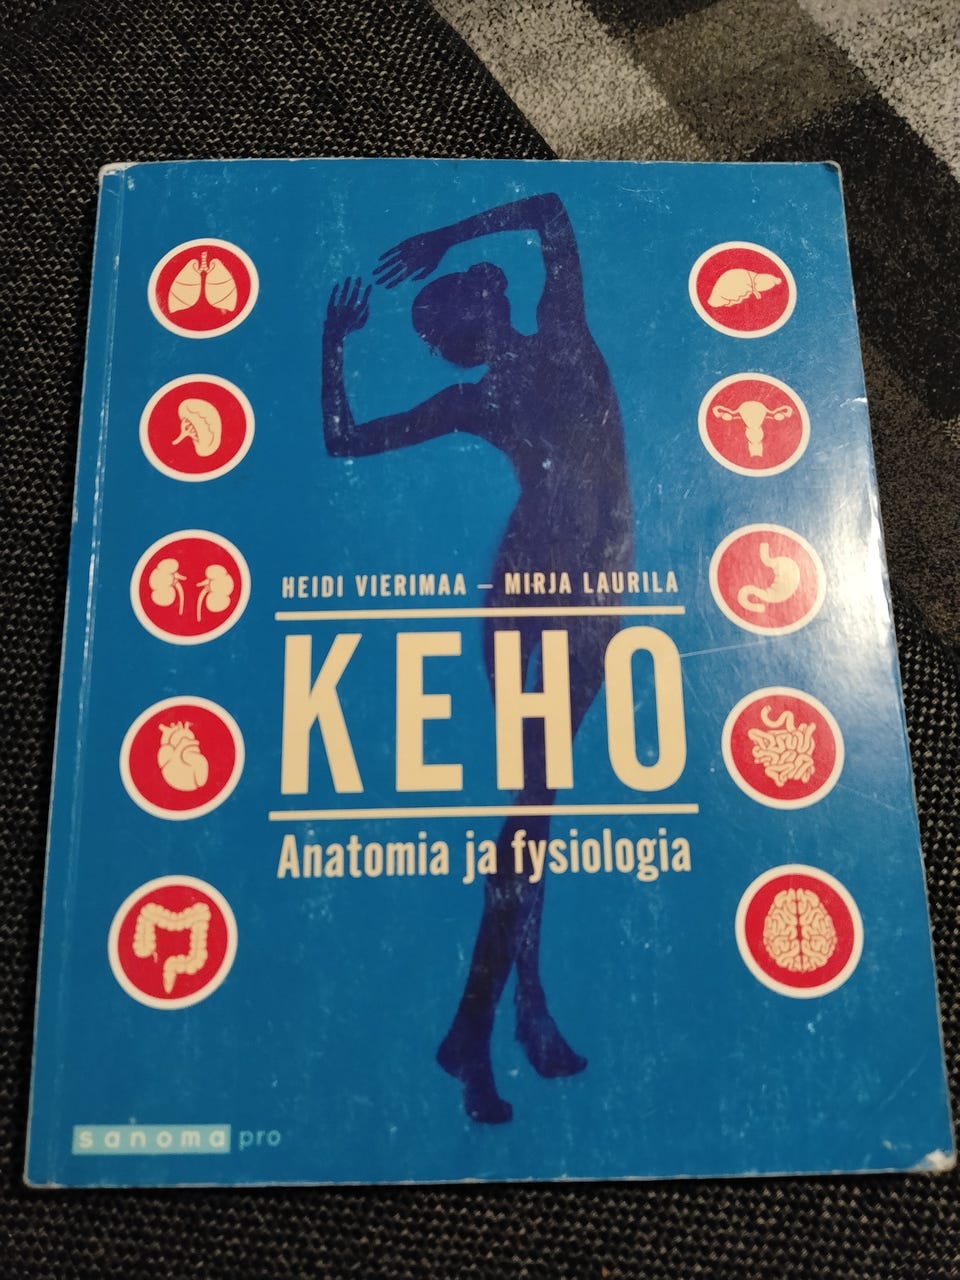 HEIDI VIERIMAA – MIRJA LAURILA
KEHO
Anatomia ja fysiologia
sanoma pro